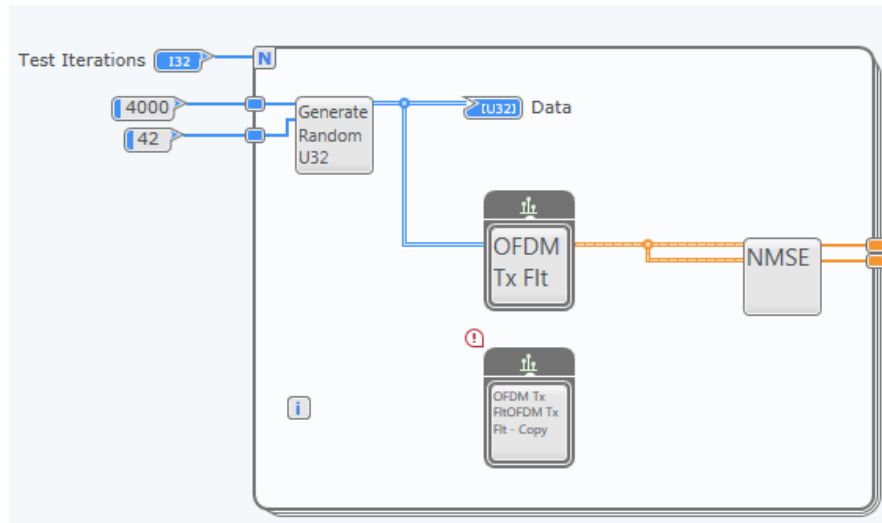 Test Iterations I32
N
4000
42
Generate
Random
U32
[U32] Data
OFDM
Tx Flt
NMSE
!
OFDM Tx
FltOFDM Tx
Flt - Copy
i